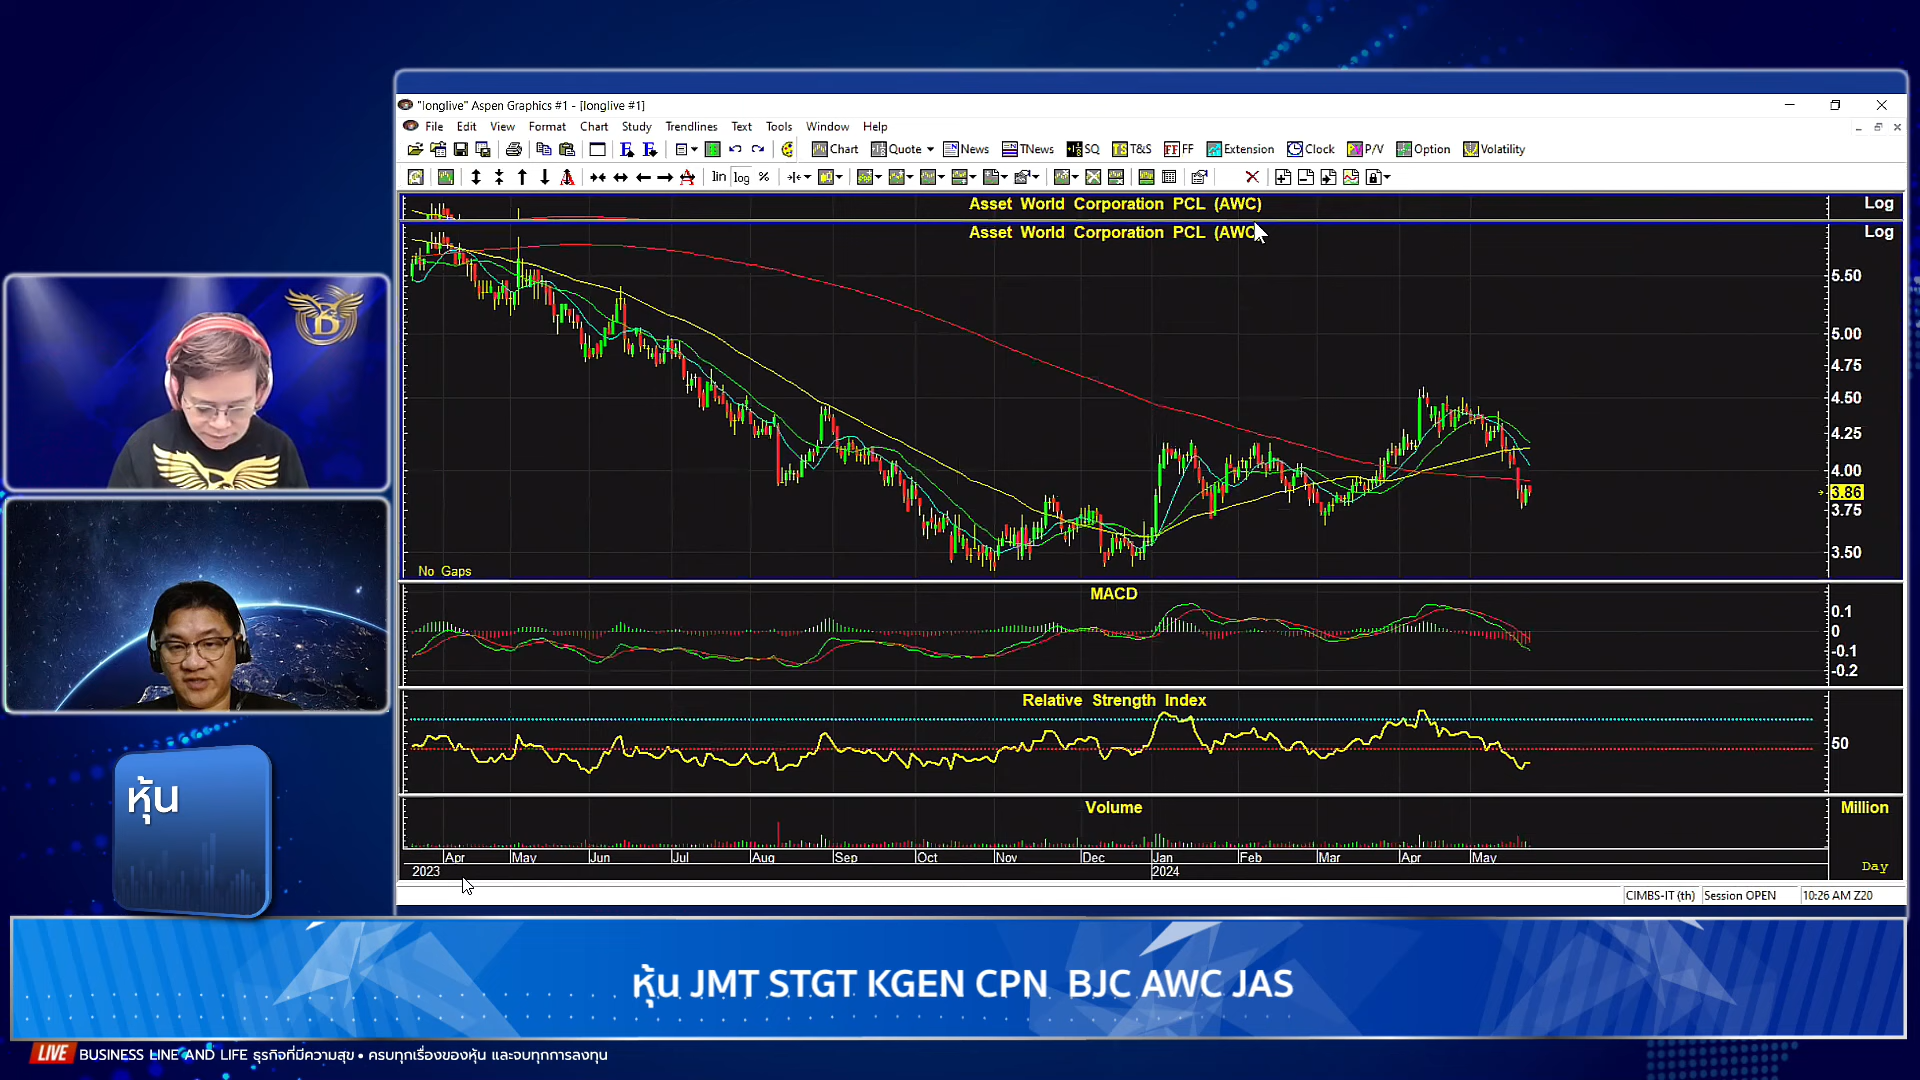 "longlive" Aspen Graphics #1 - [longlive #1]
File Edit View Format Chart Study Trendlines Text Tools Window Help
Chart Quote News TNews SQ T&S FF Extension Clock P/V Option Volatility
lin log %
Asset World Corporation PCL (AWC) Log
Asset World Corporation PCL (AWC) Log
5.50
5.00
4.75
4.50
4.25
4.00
3.86
3.75
3.50
No Gaps
MACD
0.1
0
-0.1
-0.2
Relative Strength Index
50
Volume Million
Apr May Jun Jul Aug Sep Oct Nov Dec Jan Feb Mar Apr May Day
2023 2024
CIMBS-IT (th) Session OPEN 10:26 AM Z20
หุ้น
หุ้น JMT STGT KGEN CPN BJC AWC JAS
LIVE BUSINESS LINE AND LIFE ธุรกิจที่มีความสุข • ครบทุกเรื่องของหุ้น และจบทุกการลงทุน